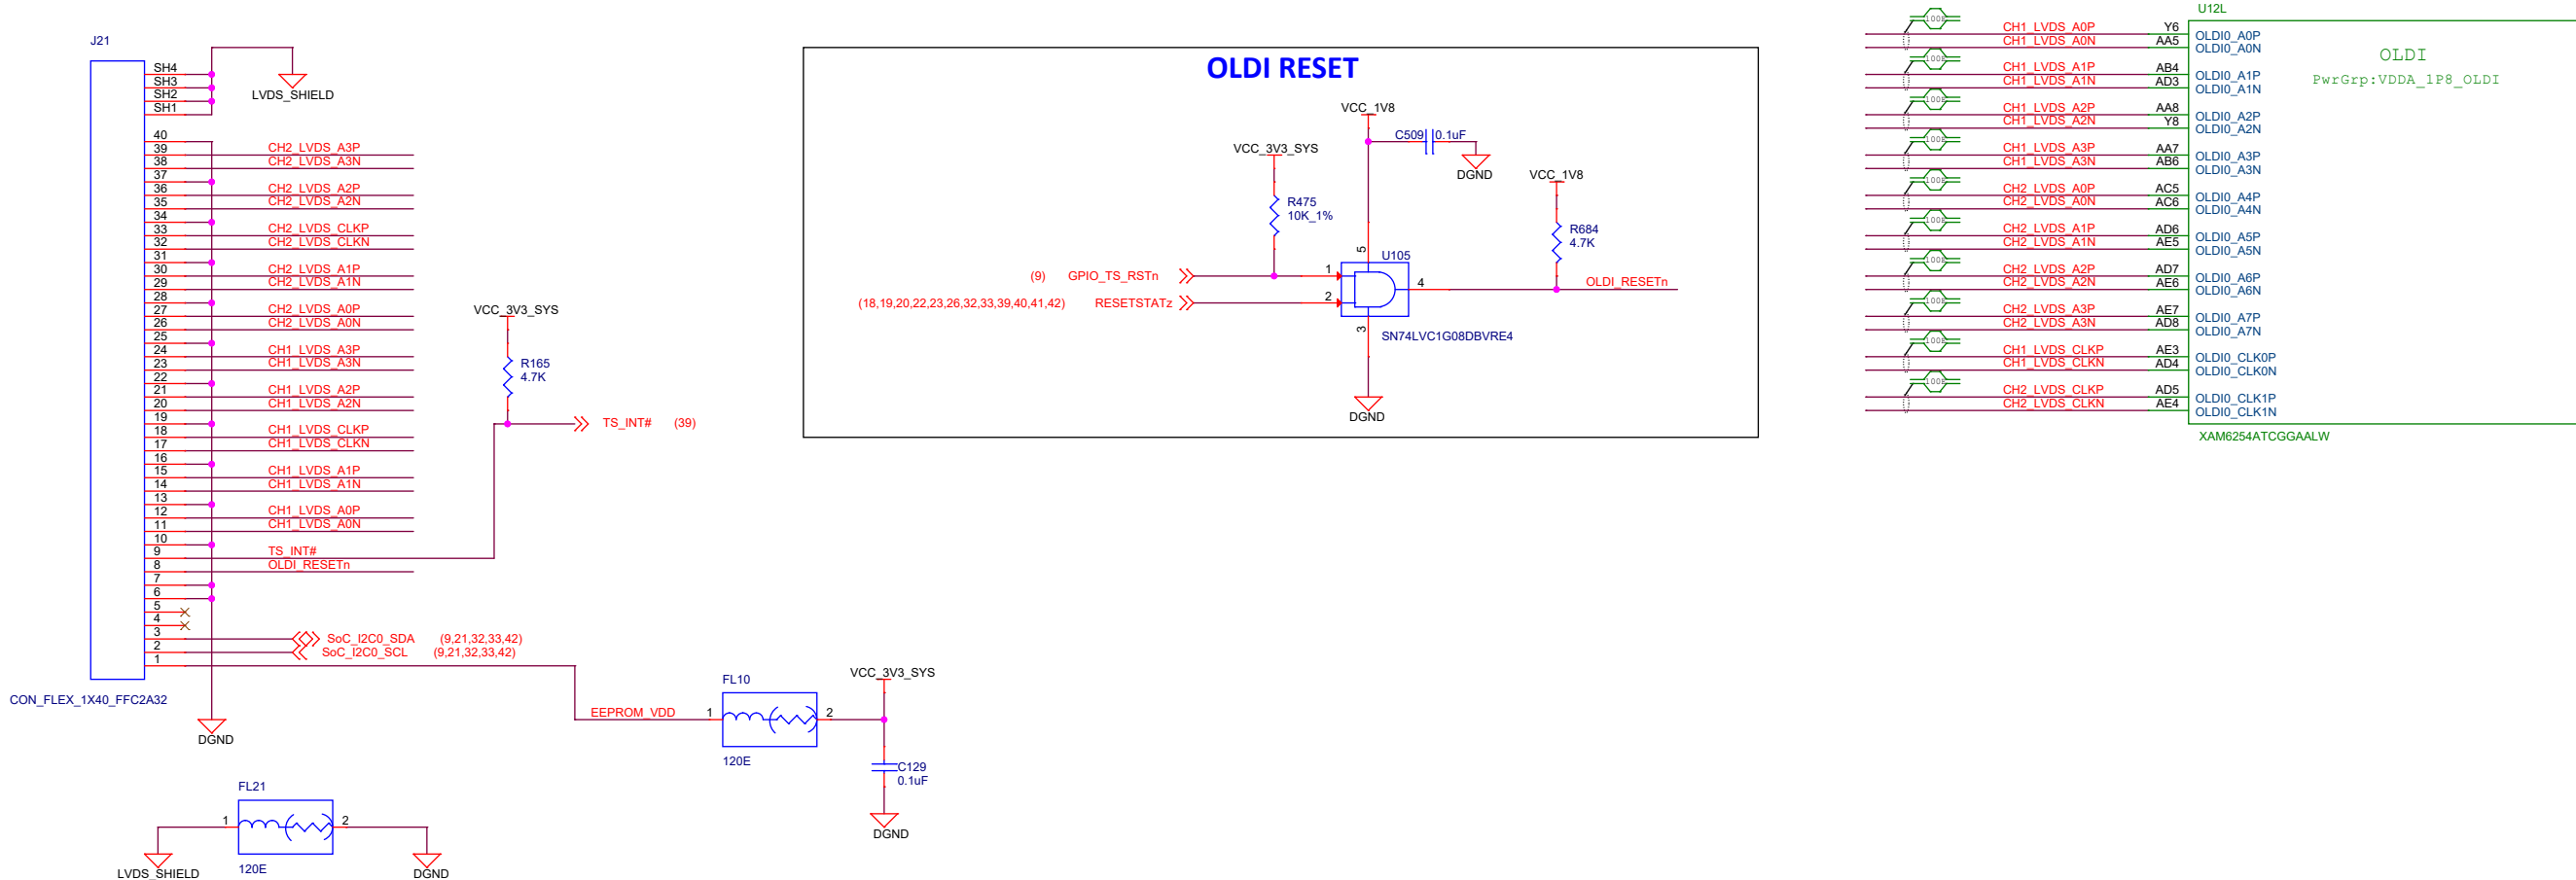 J21
SH4
SH3
SH2
SH1
LVDS_SHIELD
40
39 CH2_LVDS_A3P
38 CH2_LVDS_A3N
37
36 CH2_LVDS_A2P
35 CH2_LVDS_A2N
34
33 CH2_LVDS_CLKP
32 CH2_LVDS_CLKN
31
30 CH2_LVDS_A1P
29 CH2_LVDS_A1N
28
27 CH2_LVDS_A0P
26 CH2_LVDS_A0N
25
24 CH1_LVDS_A3P
23 CH1_LVDS_A3N
22
21 CH1_LVDS_A2P
20 CH1_LVDS_A2N
19
18 CH1_LVDS_CLKP
17 CH1_LVDS_CLKN
16
15 CH1_LVDS_A1P
14 CH1_LVDS_A1N
13
12 CH1_LVDS_A0P
11 CH1_LVDS_A0N
10
9 TS_INT#
8 OLDI_RESETn
7
6
5
4
3 SoC_I2C0_SDA (9,21,32,33,42)
2 SoC_I2C0_SCL (9,21,32,33,42)
1
CON_FLEX_1X40_FFC2A32
DGND
VCC_3V3_SYS
R165
4.7K
TS_INT# (39)
EEPROM_VDD
FL10
1 2
120E
VCC_3V3_SYS
C129
0.1uF
DGND
FL21
1 2
120E
LVDS_SHIELD
DGND
OLDI RESET
VCC_1V8
C509 0.1uF
DGND
VCC_3V3_SYS
R475
10K_1%
VCC_1V8
R684
4.7K
U105
5
(9) GPIO_TS_RSTn 1
4 OLDI_RESETn
(18,19,20,22,23,26,32,33,39,40,41,42) RESETSTATz 2
3
SN74LVC1G08DBVRE4
DGND
U12L
OLDI
PwrGrp:VDDA_1P8_OLDI
100E
CH1_LVDS_A0P Y6 OLDI0_A0P
CH1_LVDS_A0N AA5 OLDI0_A0N
100E
CH1_LVDS_A1P AB4 OLDI0_A1P
CH1_LVDS_A1N AD3 OLDI0_A1N
100E
CH1_LVDS_A2P AA8 OLDI0_A2P
CH1_LVDS_A2N Y8 OLDI0_A2N
100E
CH1_LVDS_A3P AA7 OLDI0_A3P
CH1_LVDS_A3N AB6 OLDI0_A3N
100E
CH2_LVDS_A0P AC5 OLDI0_A4P
CH2_LVDS_A0N AC6 OLDI0_A4N
100E
CH2_LVDS_A1P AD6 OLDI0_A5P
CH2_LVDS_A1N AE5 OLDI0_A5N
100E
CH2_LVDS_A2P AD7 OLDI0_A6P
CH2_LVDS_A2N AE6 OLDI0_A6N
100E
CH2_LVDS_A3P AE7 OLDI0_A7P
CH2_LVDS_A3N AD8 OLDI0_A7N
100E
CH1_LVDS_CLKP AE3 OLDI0_CLK0P
CH1_LVDS_CLKN AD4 OLDI0_CLK0N
100E
CH2_LVDS_CLKP AD5 OLDI0_CLK1P
CH2_LVDS_CLKN AE4 OLDI0_CLK1N
XAM6254ATCGGAALW